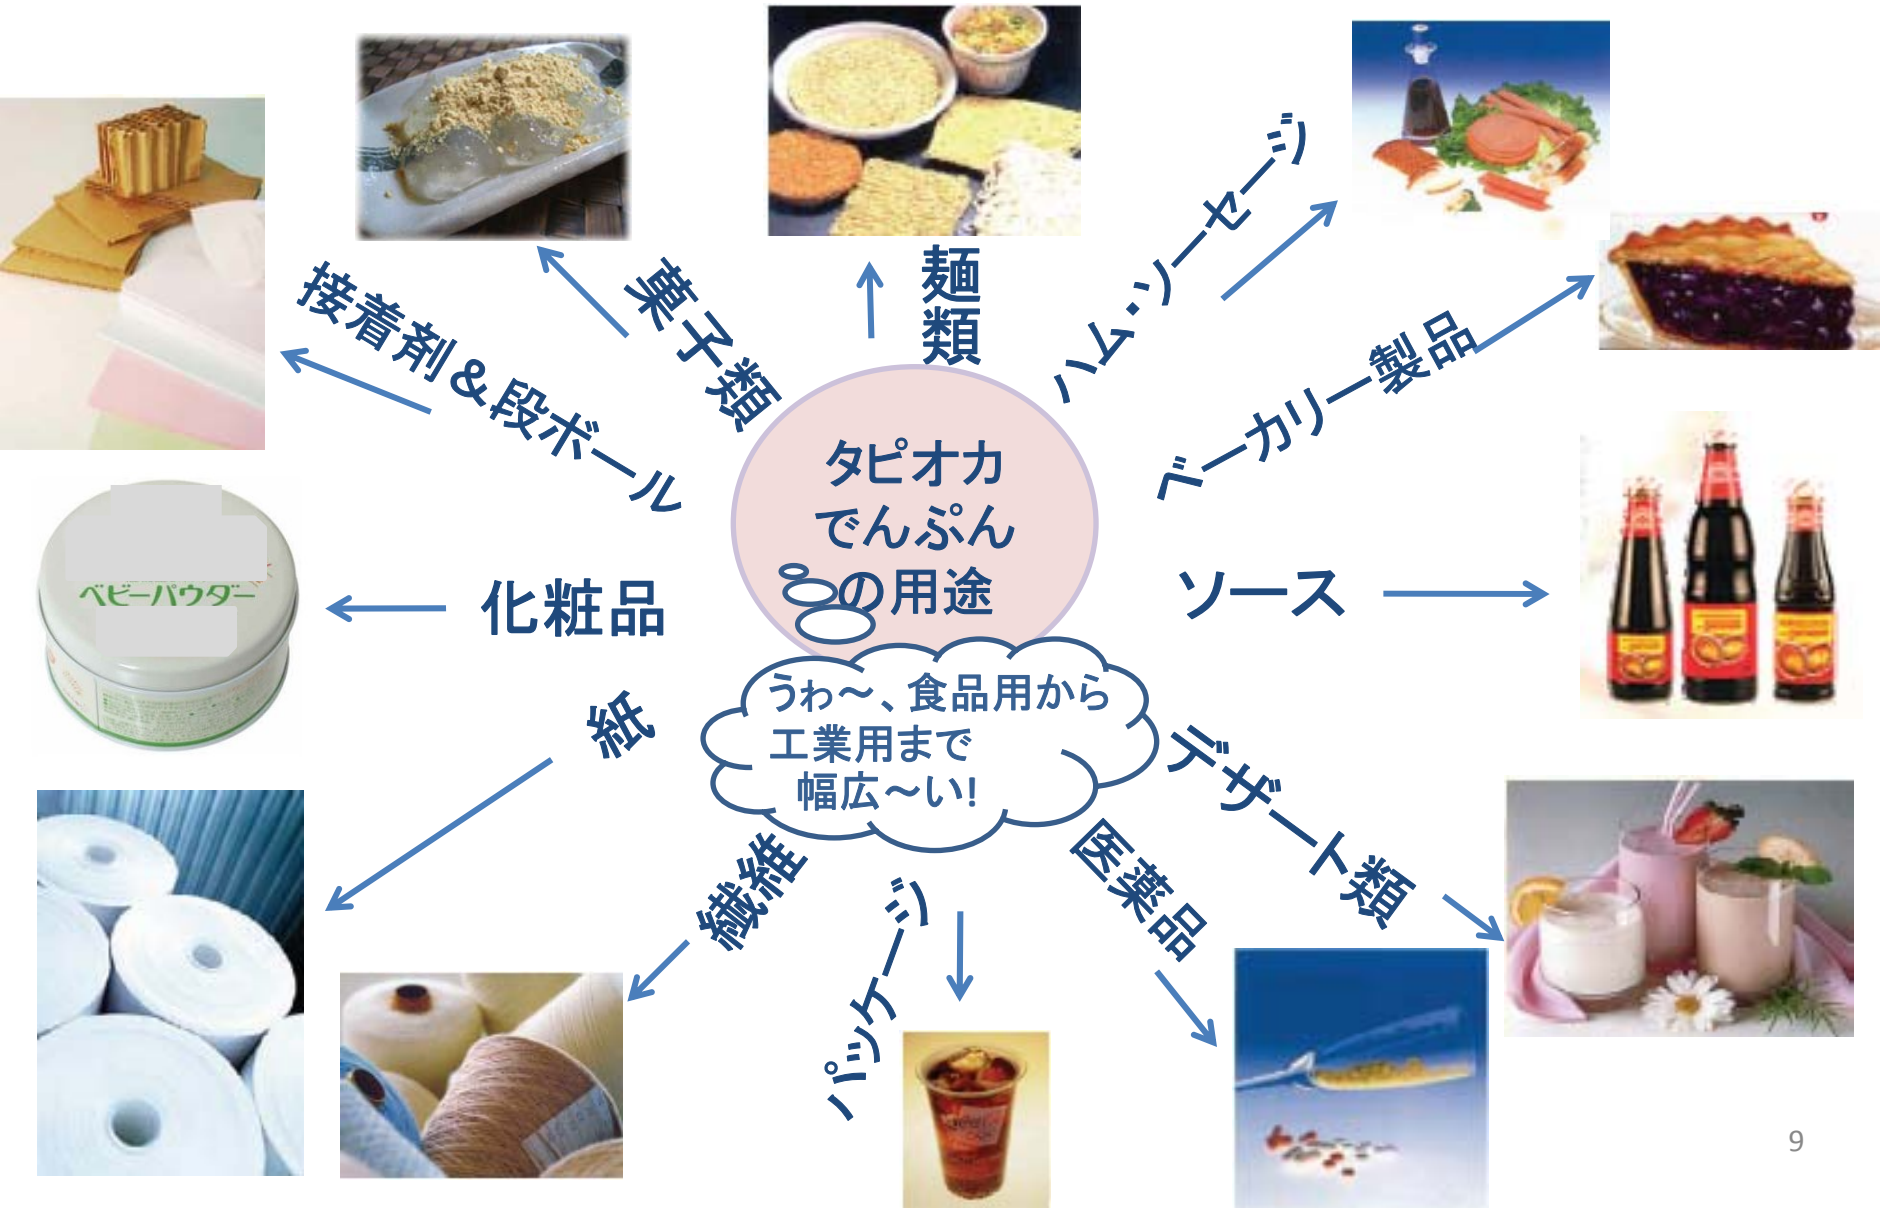 タピオカ
でんぷん
の用途
うわ～、食品用から
工業用まで
幅広～い!
麺類
ハム・ソーセージ
ベーカリー製品
ソース
デザート類
医薬品
パッケージ
繊維
紙
化粧品
接着剤＆段ボール
菓子類
ベビーパウダー
9